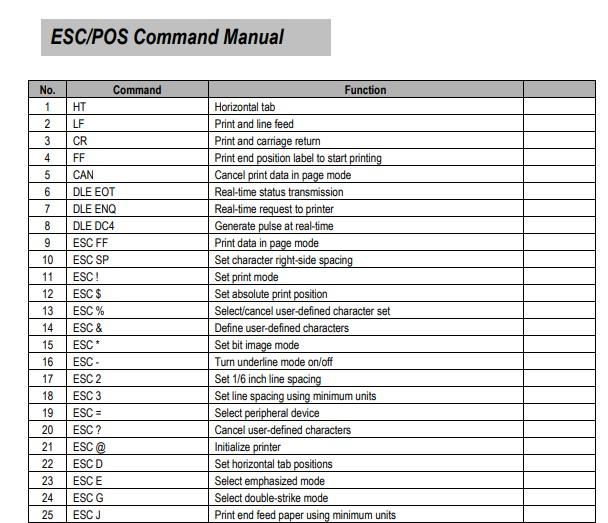 ESC/POS Command Manual
No. Command Function
1 HT Horizontal tab
2 LF Print and line feed
3 CR Print and carriage return
4 FF Print end position label to start printing
5 CAN Cancel print data in page mode
6 DLE EOT Real-time status transmission
7 DLE ENQ Real-time request to printer
8 DLE DC4 Generate pulse at real-time
9 ESC FF Print data in page mode
10 ESC SP Set character right-side spacing
11 ESC ! Set print mode
12 ESC $ Set absolute print position
13 ESC % Select/cancel user-defined character set
14 ESC & Define user-defined characters
15 ESC * Set bit image mode
16 ESC - Turn underline mode on/off
17 ESC 2 Set 1/6 inch line spacing
18 ESC 3 Set line spacing using minimum units
19 ESC = Select peripheral device
20 ESC ? Cancel user-defined characters
21 ESC @ Initialize printer
22 ESC D Set horizontal tab positions
23 ESC E Select emphasized mode
24 ESC G Select double-strike mode
25 ESC J Print end feed paper using minimum units